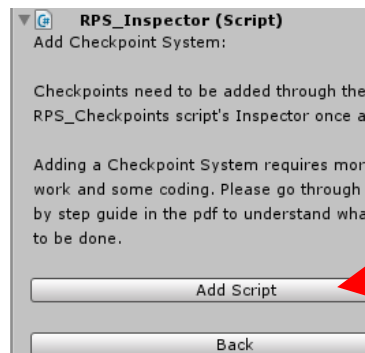 RPS_Inspector (Script)
Add Checkpoint System:
Checkpoints need to be added through the
RPS_Checkpoints script's Inspector once a
Adding a Checkpoint System requires mor
work and some coding. Please go through
by step guide in the pdf to understand wha
to be done.
Add Script
Back